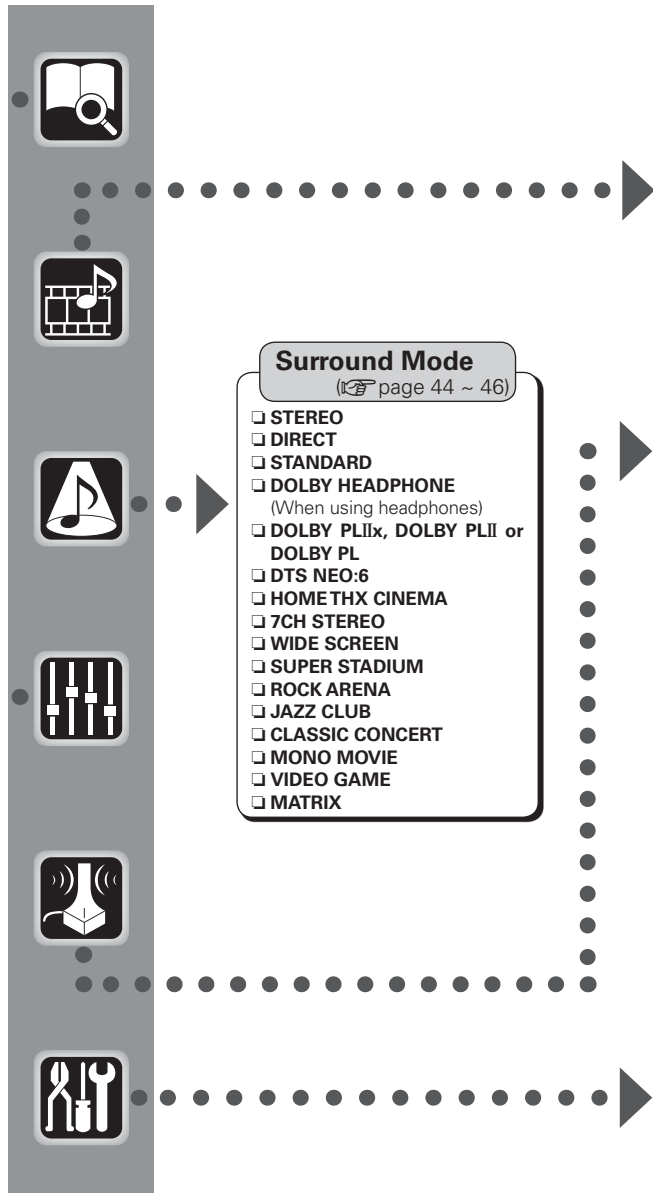 Surround Mode
(☞ page 44 ~ 46)
❏ STEREO
❏ DIRECT
❏ STANDARD
❏ DOLBY HEADPHONE
(When using headphones)
❏ DOLBY PLⅡx, DOLBY PLⅡ or
DOLBY PL
❏ DTS NEO:6
❏ HOME THX CINEMA
❏ 7CH STEREO
❏ WIDE SCREEN
❏ SUPER STADIUM
❏ ROCK ARENA
❏ JAZZ CLUB
❏ CLASSIC CONCERT
❏ MONO MOVIE
❏ VIDEO GAME
❏ MATRIX